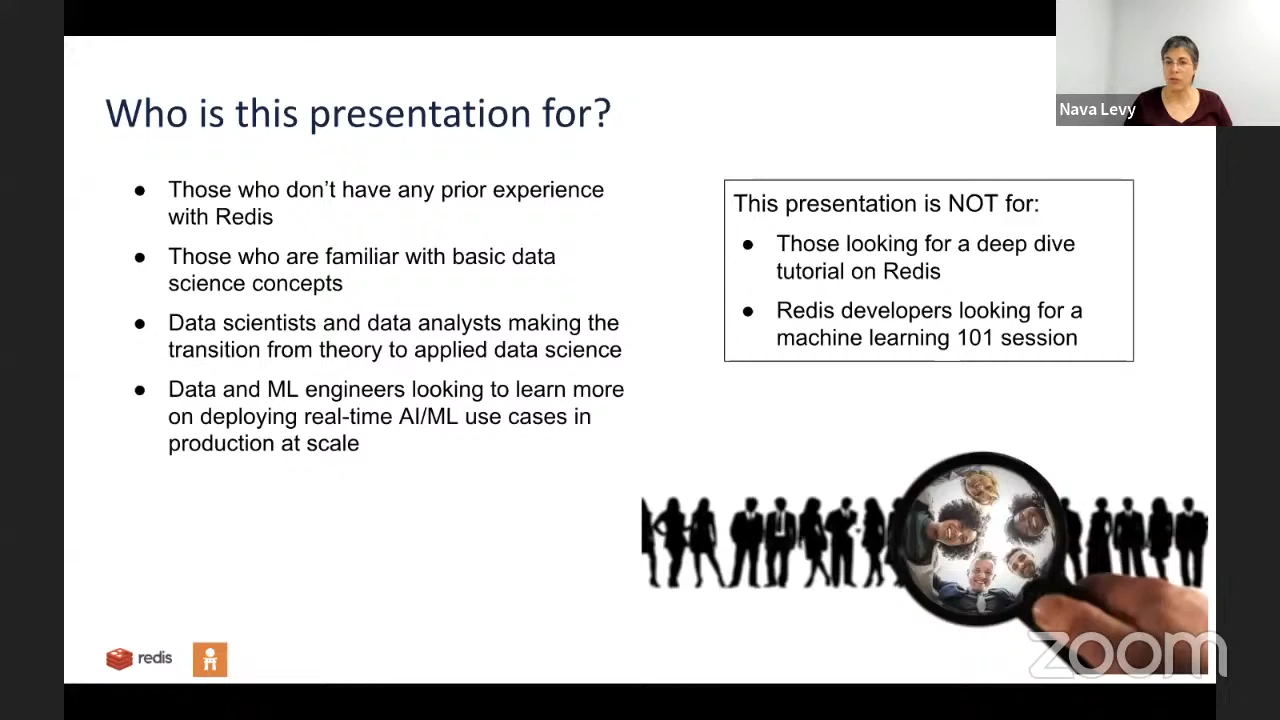 Who is this presentation for?
● Those who don’t have any prior experience
with Redis
● Those who are familiar with basic data
science concepts
● Data scientists and data analysts making the
transition from theory to applied data science
● Data and ML engineers looking to learn more
on deploying real-time AI/ML use cases in
production at scale
This presentation is NOT for:
● Those looking for a deep dive
tutorial on Redis
● Redis developers looking for a
machine learning 101 session
Nava Levy
redis
zoom